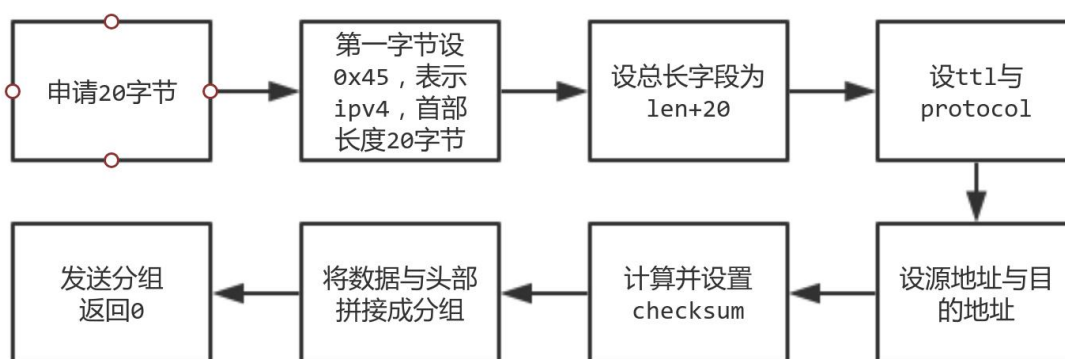 申请20字节
第一字节设
0x45，表示
ipv4，首部
长度20字节
设总长字段为
len+20
设ttl与
protocol
设源地址与目
的地址
计算并设置
checksum
将数据与头部
拼接成分组
发送分组
返回0